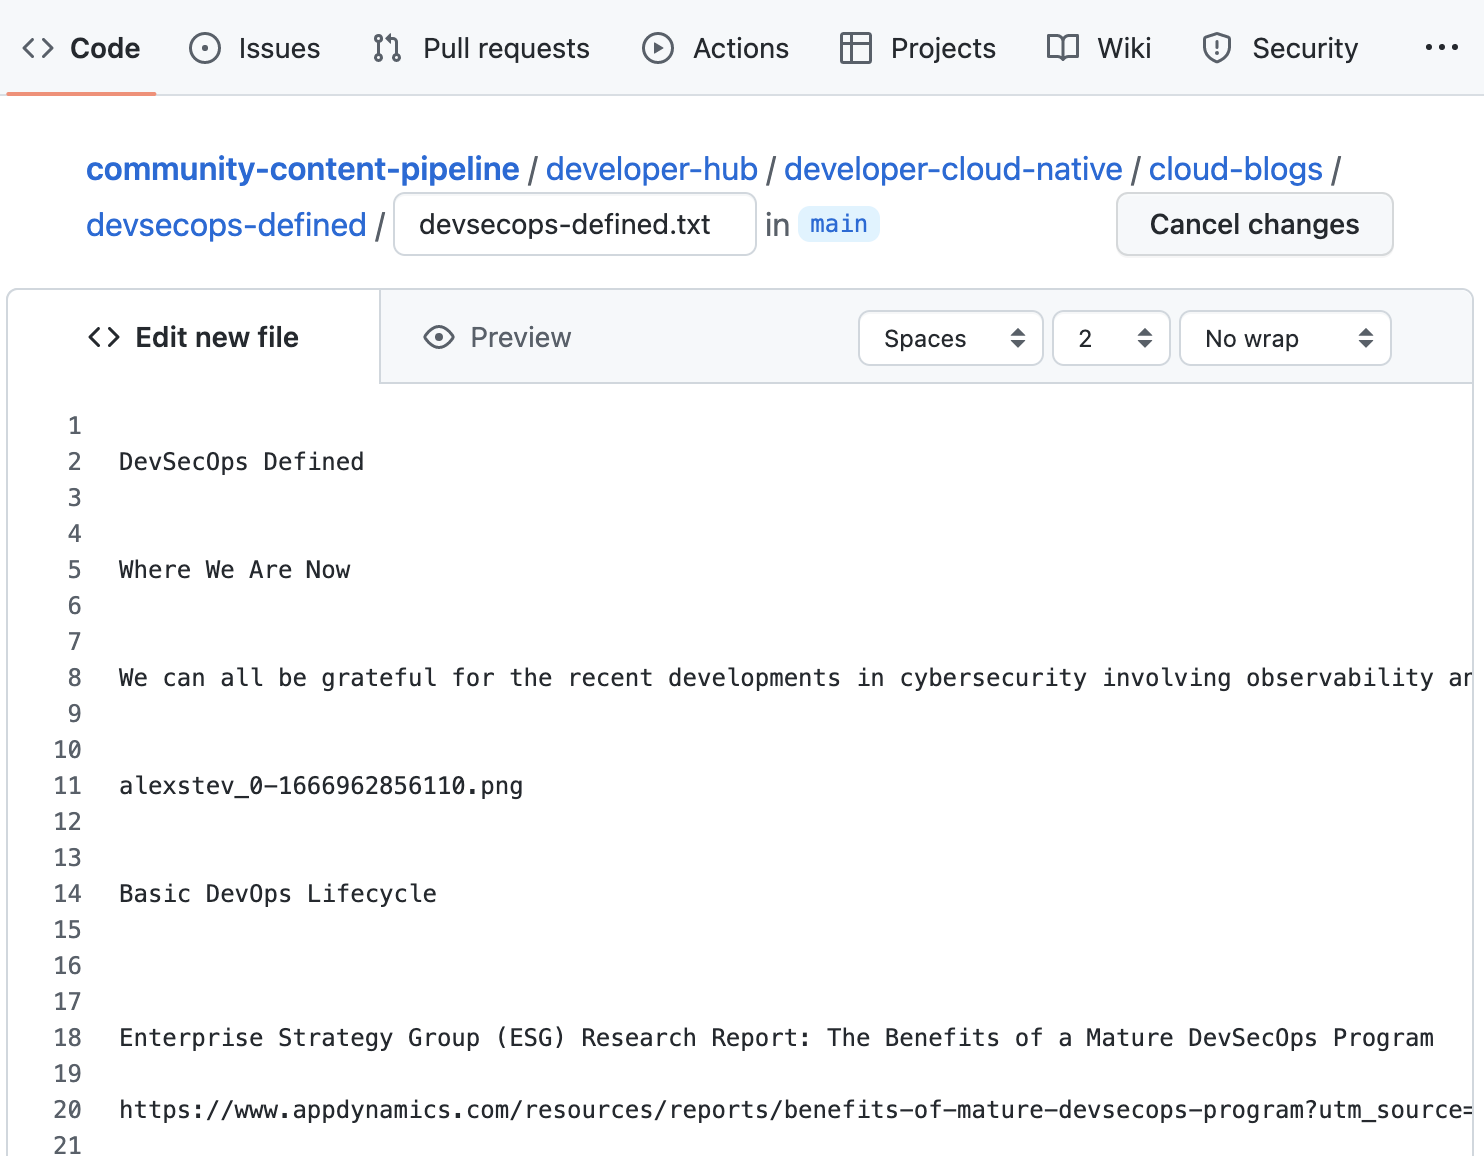 Code Issues Pull requests Actions Projects Wiki Security ...
community-content-pipeline / developer-hub / developer-cloud-native / cloud-blogs /
devsecops-defined / devsecops-defined.txt in main Cancel changes
Edit new file Preview Spaces 2 No wrap
1
2 DevSecOps Defined
3
4
5 Where We Are Now
6
7
8 We can all be grateful for the recent developments in cybersecurity involving observability
9
10
11 alexstev_0-1666962856110.png
12
13
14 Basic DevOps Lifecycle
15
16
17
18 Enterprise Strategy Group (ESG) Research Report: The Benefits of a Mature DevSecOps Program
19
20 https://www.appdynamics.com/resources/reports/benefits-of-mature-devsecops-program?utm_source=
21